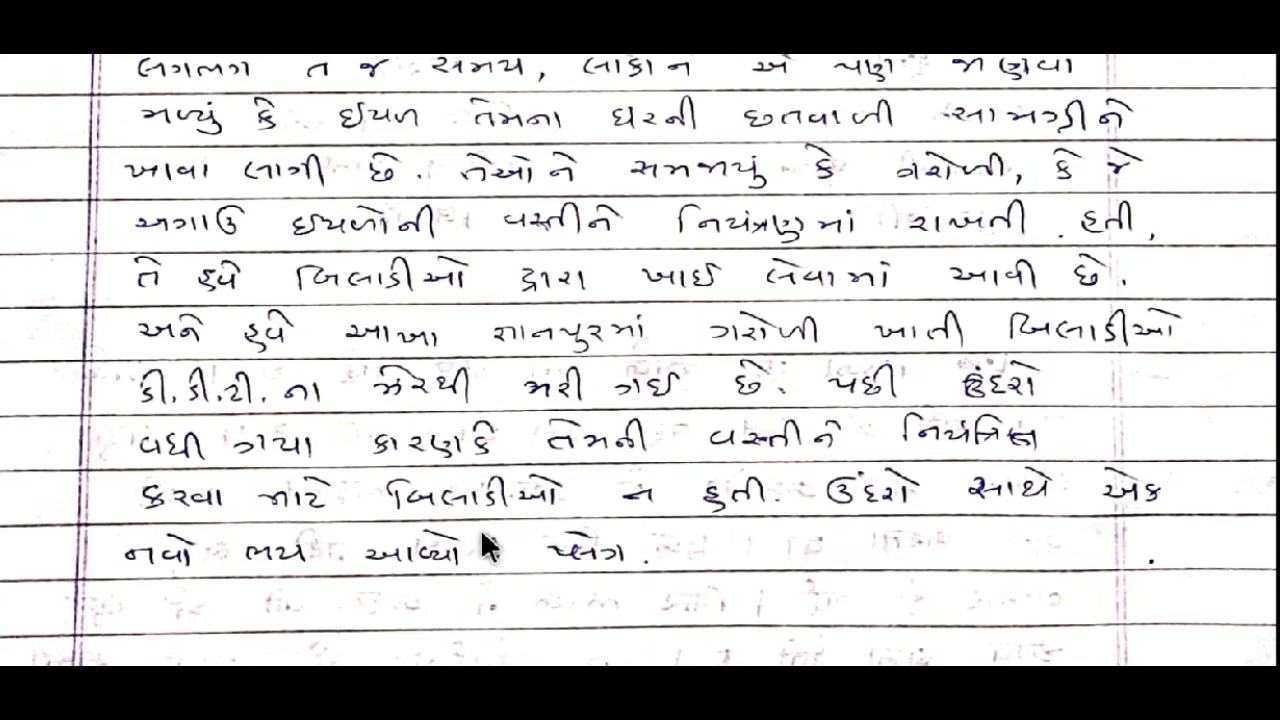 લગભગ તે જ સમયે, લોકોને એ પણ જાણવા
મળ્યું કે ઈયળ તેમના ઘરની છતવાળી સામગ્રીને
ખાવા લાગી છે. તેઓને સમજાયું કે ગરોળી, કે જે
અગાઉ ઈયળોની વસ્તીને નિયંત્રણમાં રાખતી હતી,
તે હવે બિલાડીઓ દ્વારા ખાઈ લેવામાં આવી છે.
અને હવે આખા શાનપુરમાં ગરોળી ખાતી બિલાડીઓ
ડી.ડી.ટી.ના ઝેરથી મરી ગઈ છે. પછી ઉંદરો
વધી ગયા કારણકે તેમની વસ્તીને નિયંત્રિત
કરવા માટે બિલાડીઓ ન હતી. ઉંદરો સાથે એક
નવો ભય આવ્યો પ્લેગ.